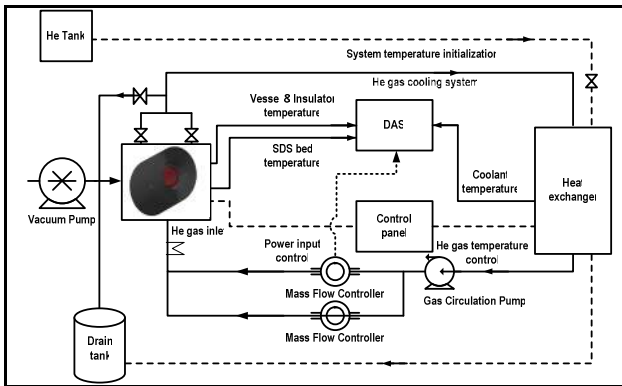 He Tank
System temperature initialization
He gas cooling system
Vesse & Insulator
temperature
DAS
SDS bed
temperature
Coolant
temperature
Heat
exchanger
Vacuum Pump
Control
panel
He gas inle
Power input
control
He gas temperature
control
Mass Flow Controller
Gas Circulation Pump
Mass Flow Controller
Drain
tank